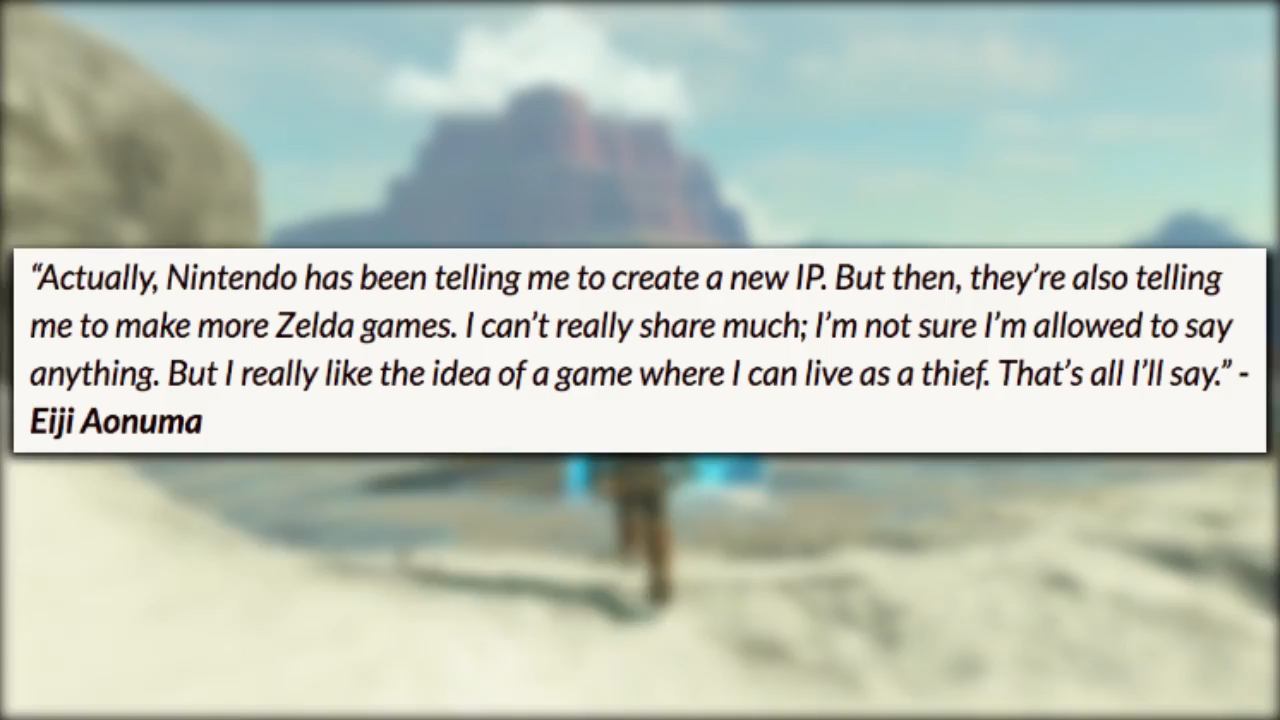 “Actually, Nintendo has been telling me to create a new IP. But then, they’re also telling
me to make more Zelda games. I can’t really share much; I’m not sure I’m allowed to say
anything. But I really like the idea of a game where I can live as a thief. That’s all I’ll say.” -
Eiji Aonuma